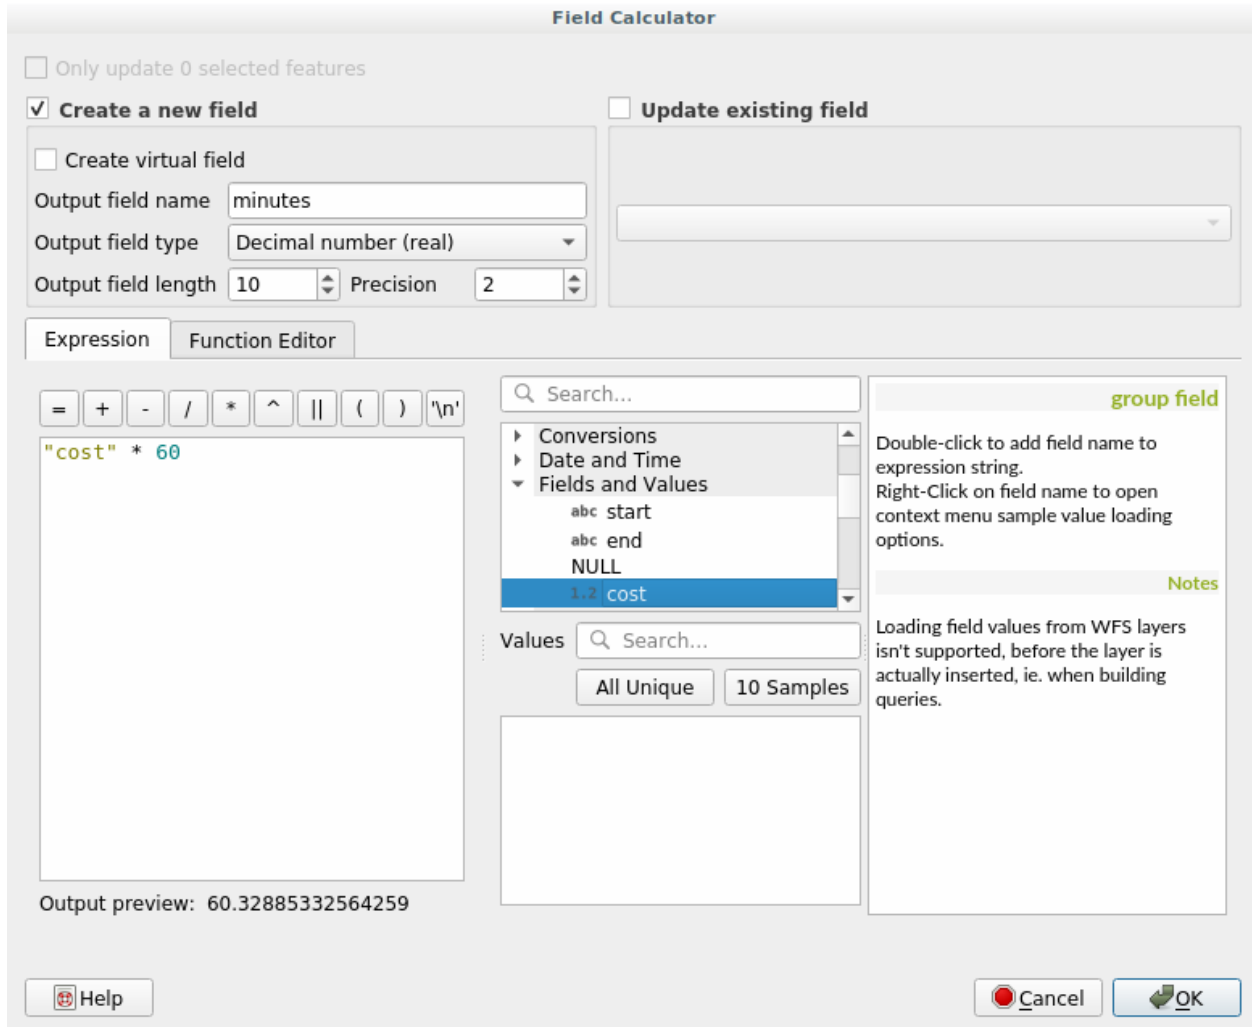 Field Calculator
Only update 0 selected features
Create a new field
Update existing field
Create virtual field
Output field name minutes
Output field type Decimal number (real)
Output field length 10 Precision 2
Expression Function Editor
= + - / * ^ || ( ) '\n'
"cost" * 60
Output preview: 60.32885332564259
Search...
Conversions
Date and Time
Fields and Values
abc start
abc end
NULL
1.2 cost
Values Search...
All Unique 10 Samples
group field
Double-click to add field name to
expression string.
Right-Click on field name to open
context menu sample value loading
options.
Notes
Loading field values from WFS layers
isn't supported, before the layer is
actually inserted, ie. when building
queries.
Help
Cancel OK